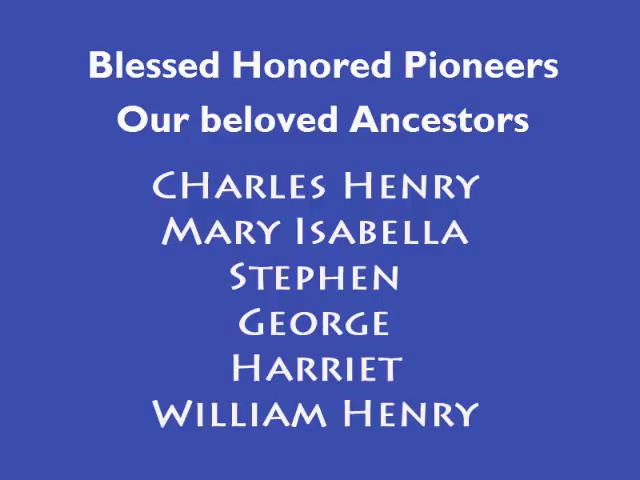 Blessed Honored Pioneers
Our beloved Ancestors
CHARLES HENRY
MARY ISABELLA
STEPHEN
GEORGE
HARRIET
WILLIAM HENRY